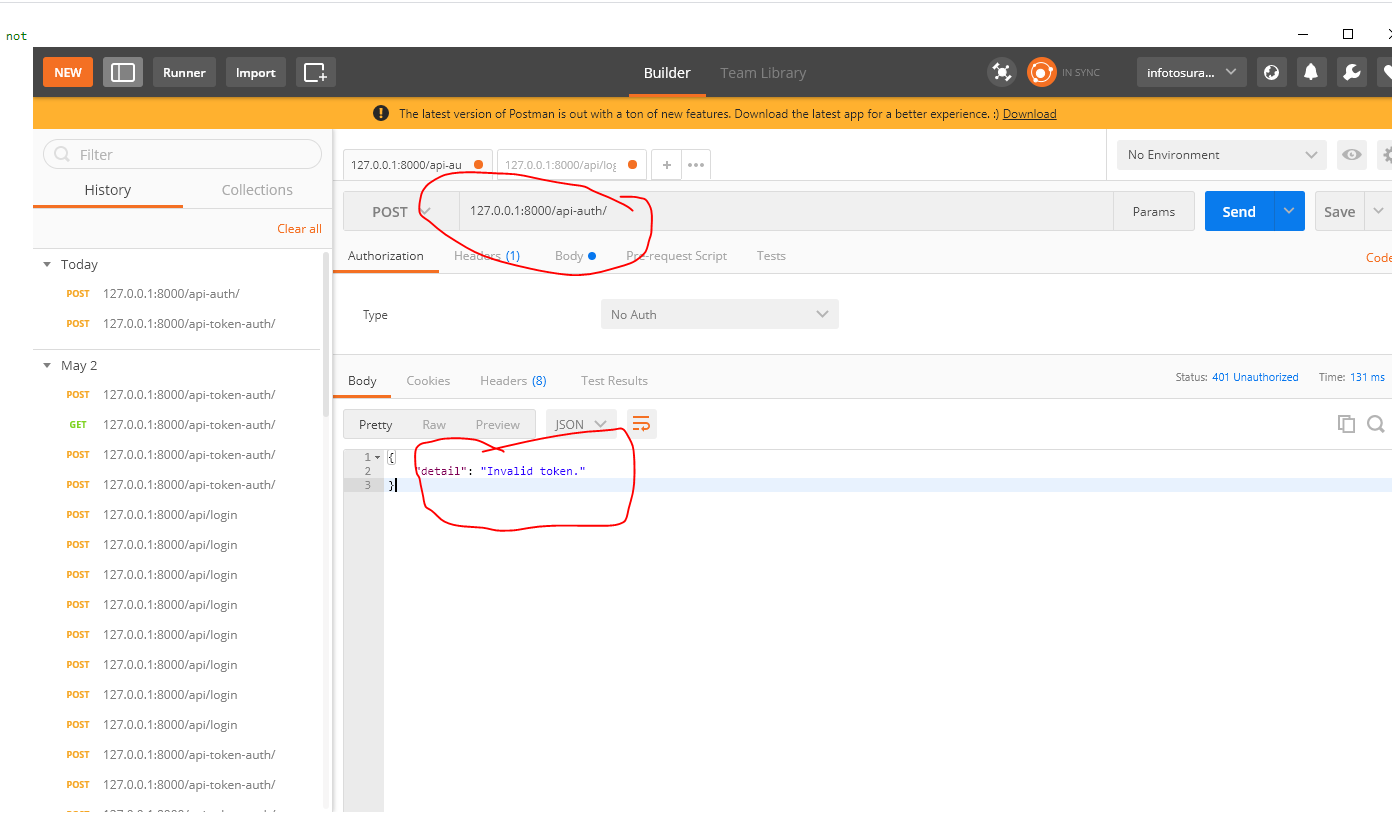 not
NEW Runner Import Builder Team Library IN SYNC infotosura...
The latest version of Postman is out with a ton of new features. Download the latest app for a better experience. :) Download
Filter
History Collections
Clear all
Today
POST 127.0.0.1:8000/api-auth/
POST 127.0.0.1:8000/api-token-auth/
May 2
POST 127.0.0.1:8000/api-token-auth/
GET 127.0.0.1:8000/api-token-auth/
POST 127.0.0.1:8000/api-token-auth/
POST 127.0.0.1:8000/api-token-auth/
POST 127.0.0.1:8000/api/login
POST 127.0.0.1:8000/api/login
POST 127.0.0.1:8000/api/login
POST 127.0.0.1:8000/api/login
POST 127.0.0.1:8000/api/login
POST 127.0.0.1:8000/api/login
POST 127.0.0.1:8000/api/login
POST 127.0.0.1:8000/api/login
POST 127.0.0.1:8000/api-token-auth/
POST 127.0.0.1:8000/api-token-auth/
127.0.0.1:8000/api-au 127.0.0.1:8000/api/log + •••
No Environment
POST 127.0.0.1:8000/api-auth/ Params Send Save
Authorization Headers (1) Body Pre-request Script Tests Code
Type No Auth
Body Cookies Headers (8) Test Results Status: 401 Unauthorized Time: 131 ms
Pretty Raw Preview JSON
1 {
2 "detail": "Invalid token."
3 }